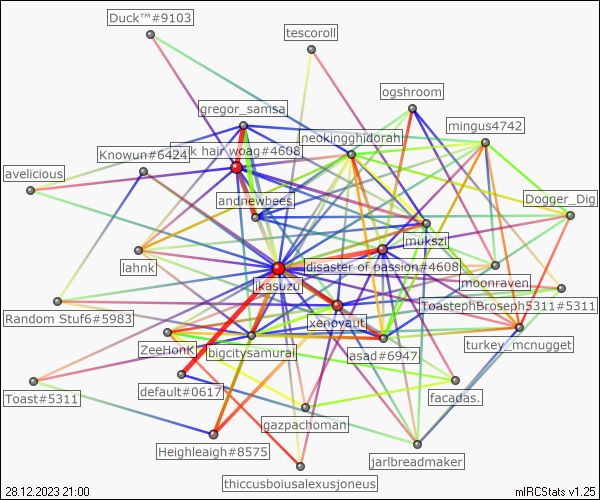 Duck™#9103
tescoroll
ogshroom
gregor_samsa
mingus4742
neokingghidorah
k hair woag#4608
Knowun#6424
avelicious
andnewbees
Dogger_Dig
mukszi
lahnk
disaster of passion#4608
moonraven.
jkasuzu
ToastephBroseph5311#5311
Random Stuf6#5983
xenoyaut
turkey_mcnugget
ZeeHonK
bigcitysamurai
asad#6947
default#0617
Toast#5311
facadas.
gazpachoman
Heighleaigh#8575
jarlbreadmaker
thiccusboiusalexusjoneus
28.12.2023 21:00
mIRCStats v1.25